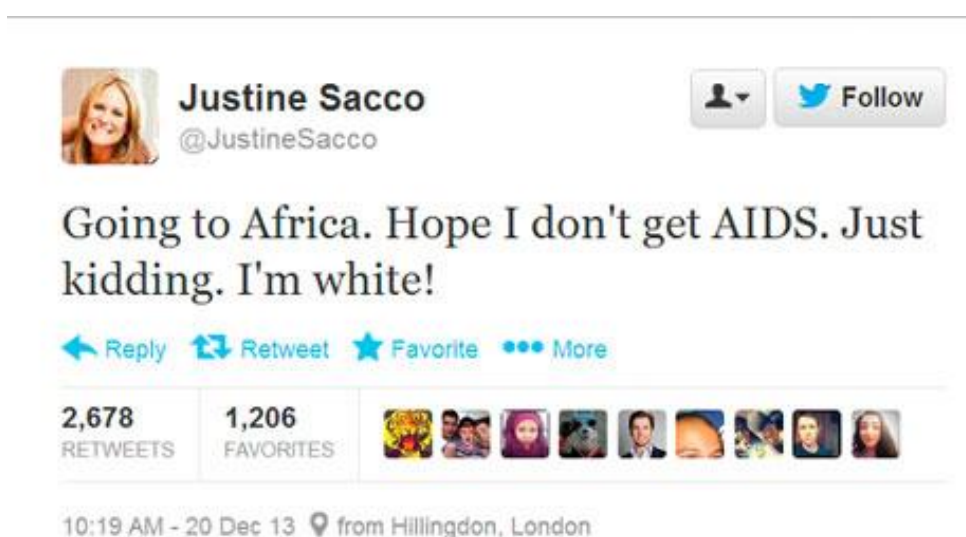 Justine Sacco
@JustineSacco
Follow
Going to Africa. Hope I don't get AIDS. Just
kidding. I'm white!
Reply Retweet Favorite More
2,678 1,206
RETWEETS FAVORITES
10:19 AM - 20 Dec 13 from Hillingdon, London